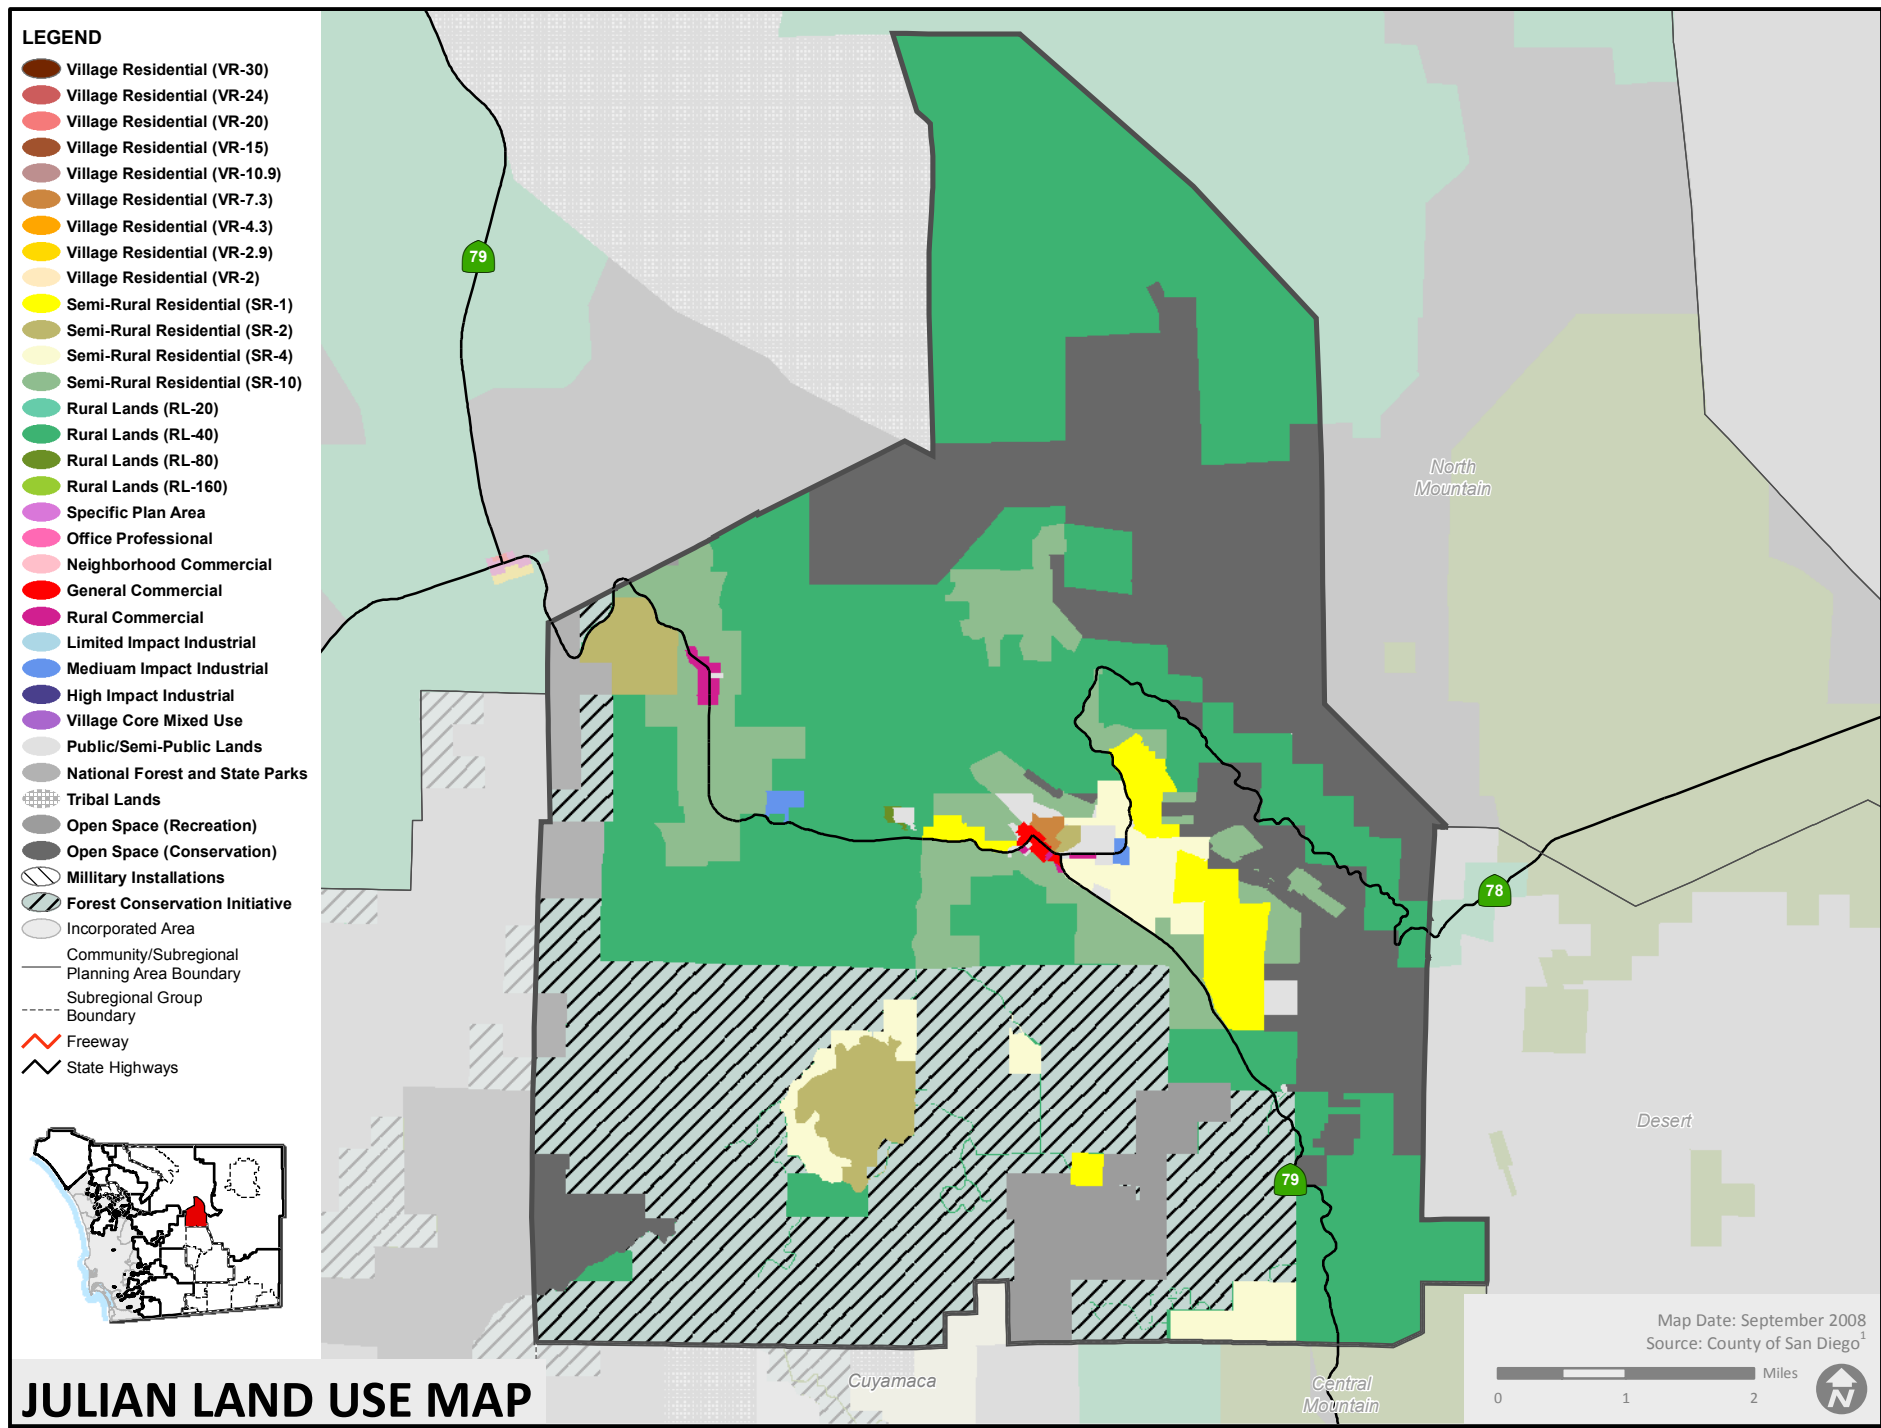 LEGEND
Village Residential (VR-30)
Village Residential (VR-24)
Village Residential (VR-20)
Village Residential (VR-15)
Village Residential (VR-10.9)
Village Residential (VR-7.3)
Village Residential (VR-4.3)
Village Residential (VR-2.9)
Village Residential (VR-2)
Semi-Rural Residential (SR-1)
Semi-Rural Residential (SR-2)
Semi-Rural Residential (SR-4)
Semi-Rural Residential (SR-10)
Rural Lands (RL-20)
Rural Lands (RL-40)
Rural Lands (RL-80)
Rural Lands (RL-160)
Specific Plan Area
Office Professional
Neighborhood Commercial
General Commercial
Rural Commercial
Limited Impact Industrial
Mediuam Impact Industrial
High Impact Industrial
Village Core Mixed Use
Public/Semi-Public Lands
National Forest and State Parks
Tribal Lands
Open Space (Recreation)
Open Space (Conservation)
Millitary Installations
Forest Conservation Initiative
Incorporated Area
Community/Subregional
Planning Area Boundary
Subregional Group
Boundary
Freeway
State Highways
79
North
Mountain
78
Desert
79
Cuyamaca
Central
Mountain
Map Date: September 2008
Source: County of San Diego1
Miles
0 1 2
N
JULIAN LAND USE MAP